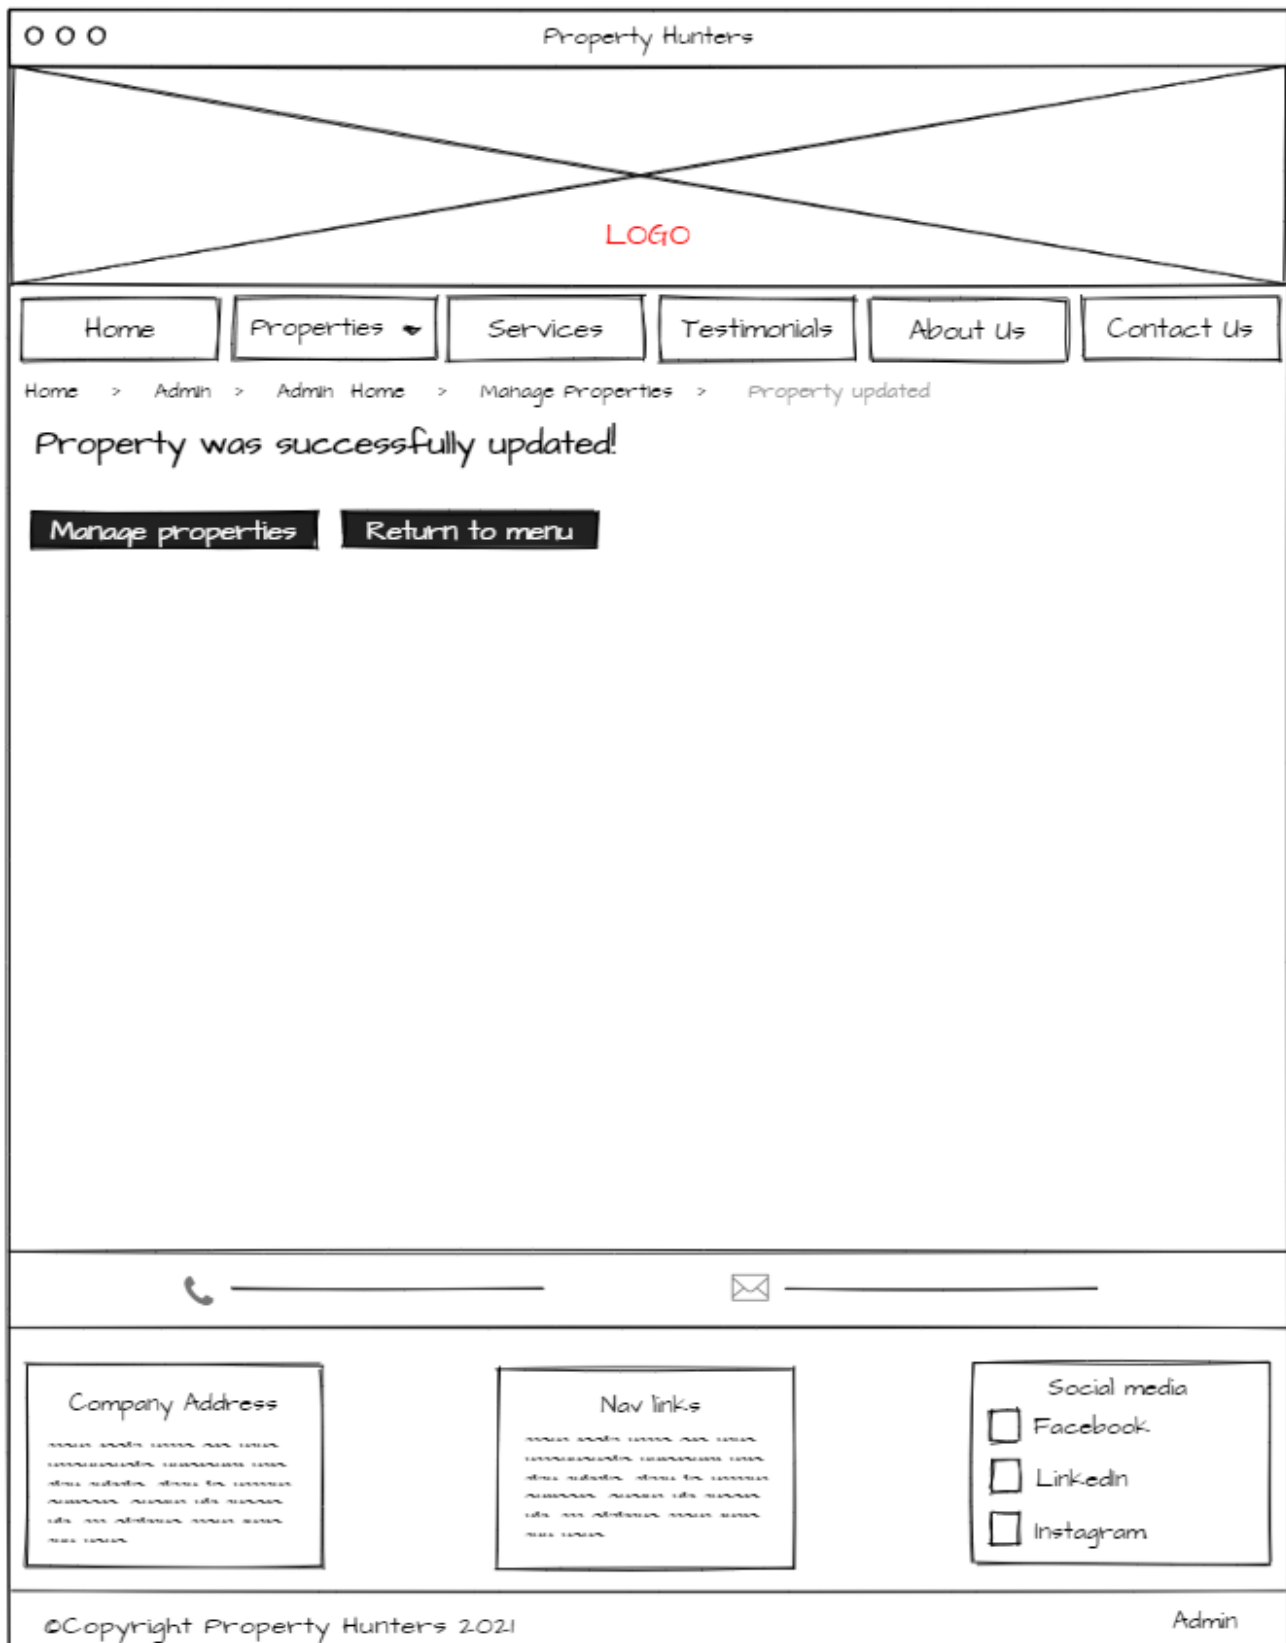 Property Hunters
LOGO
Home Properties Services Testimonials About Us Contact Us
Home > Admin > Admin Home > Manage Properties > Property updated
Property was successfully updated!
Manage properties Return to menu
Company Address
Nav links
Social media
Facebook
LinkedIn
Instagram
©Copyright Property Hunters 2021
Admin